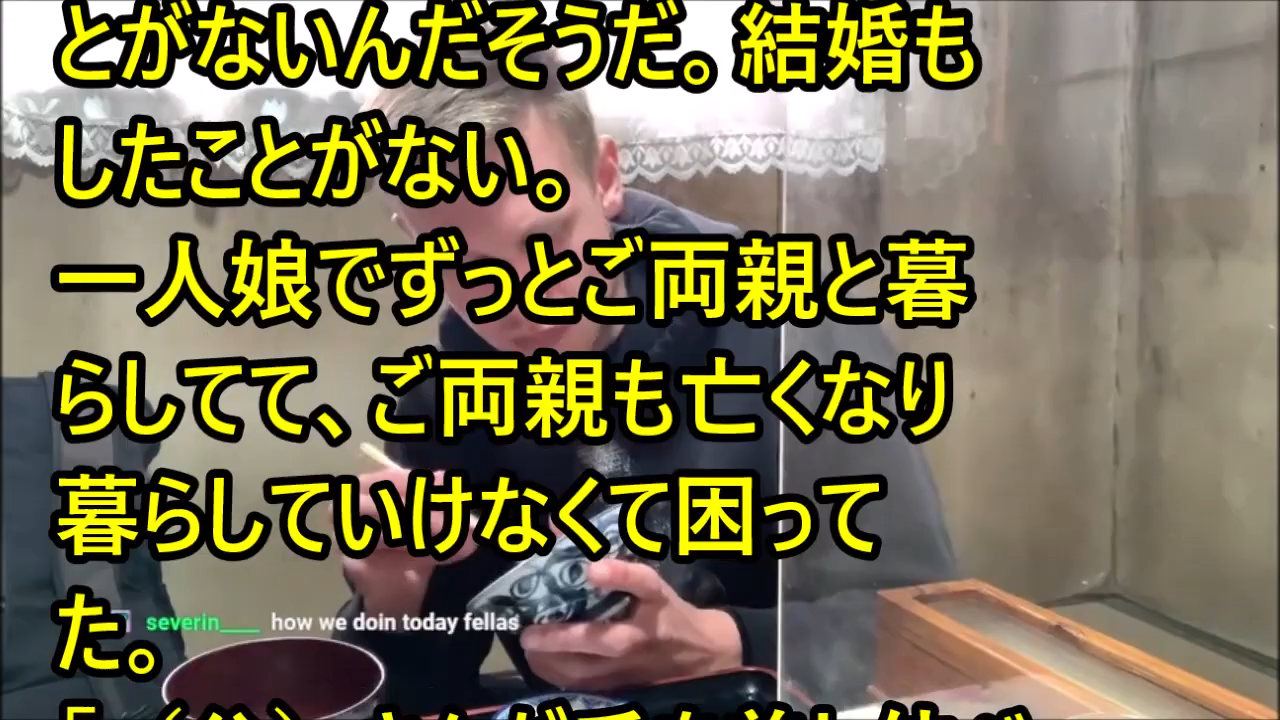 とがないんだそうだ。結婚も
したことがない。
一人娘でずっとご両親と暮
らしてて、ご両親も亡くなり
暮らしていけなくて困って
た。
severin___ how we doin today fellas